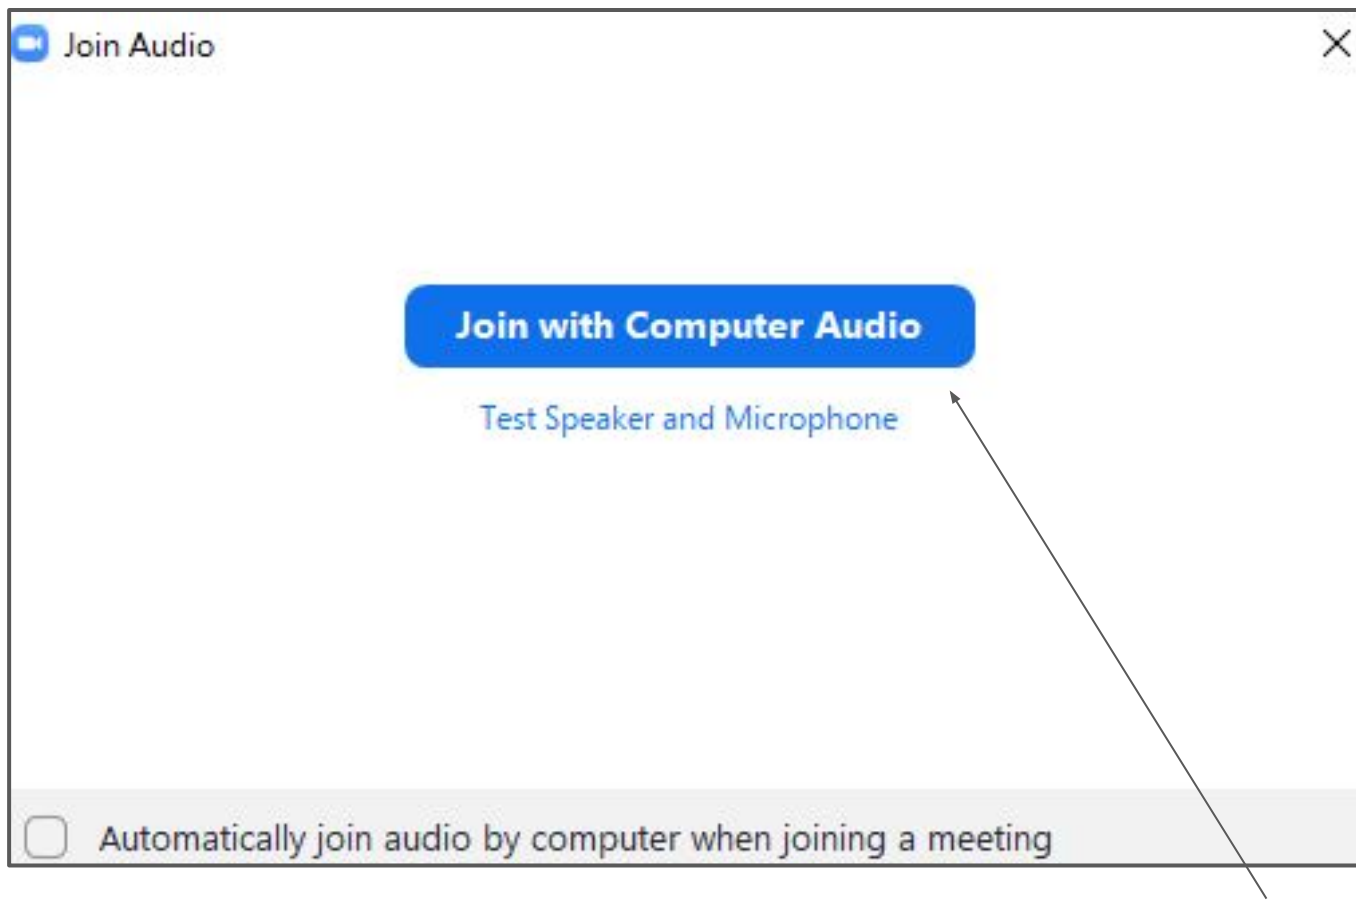 Join Audio
Join with Computer Audio
Test Speaker and Microphone
Automatically join audio by computer when joining a meeting